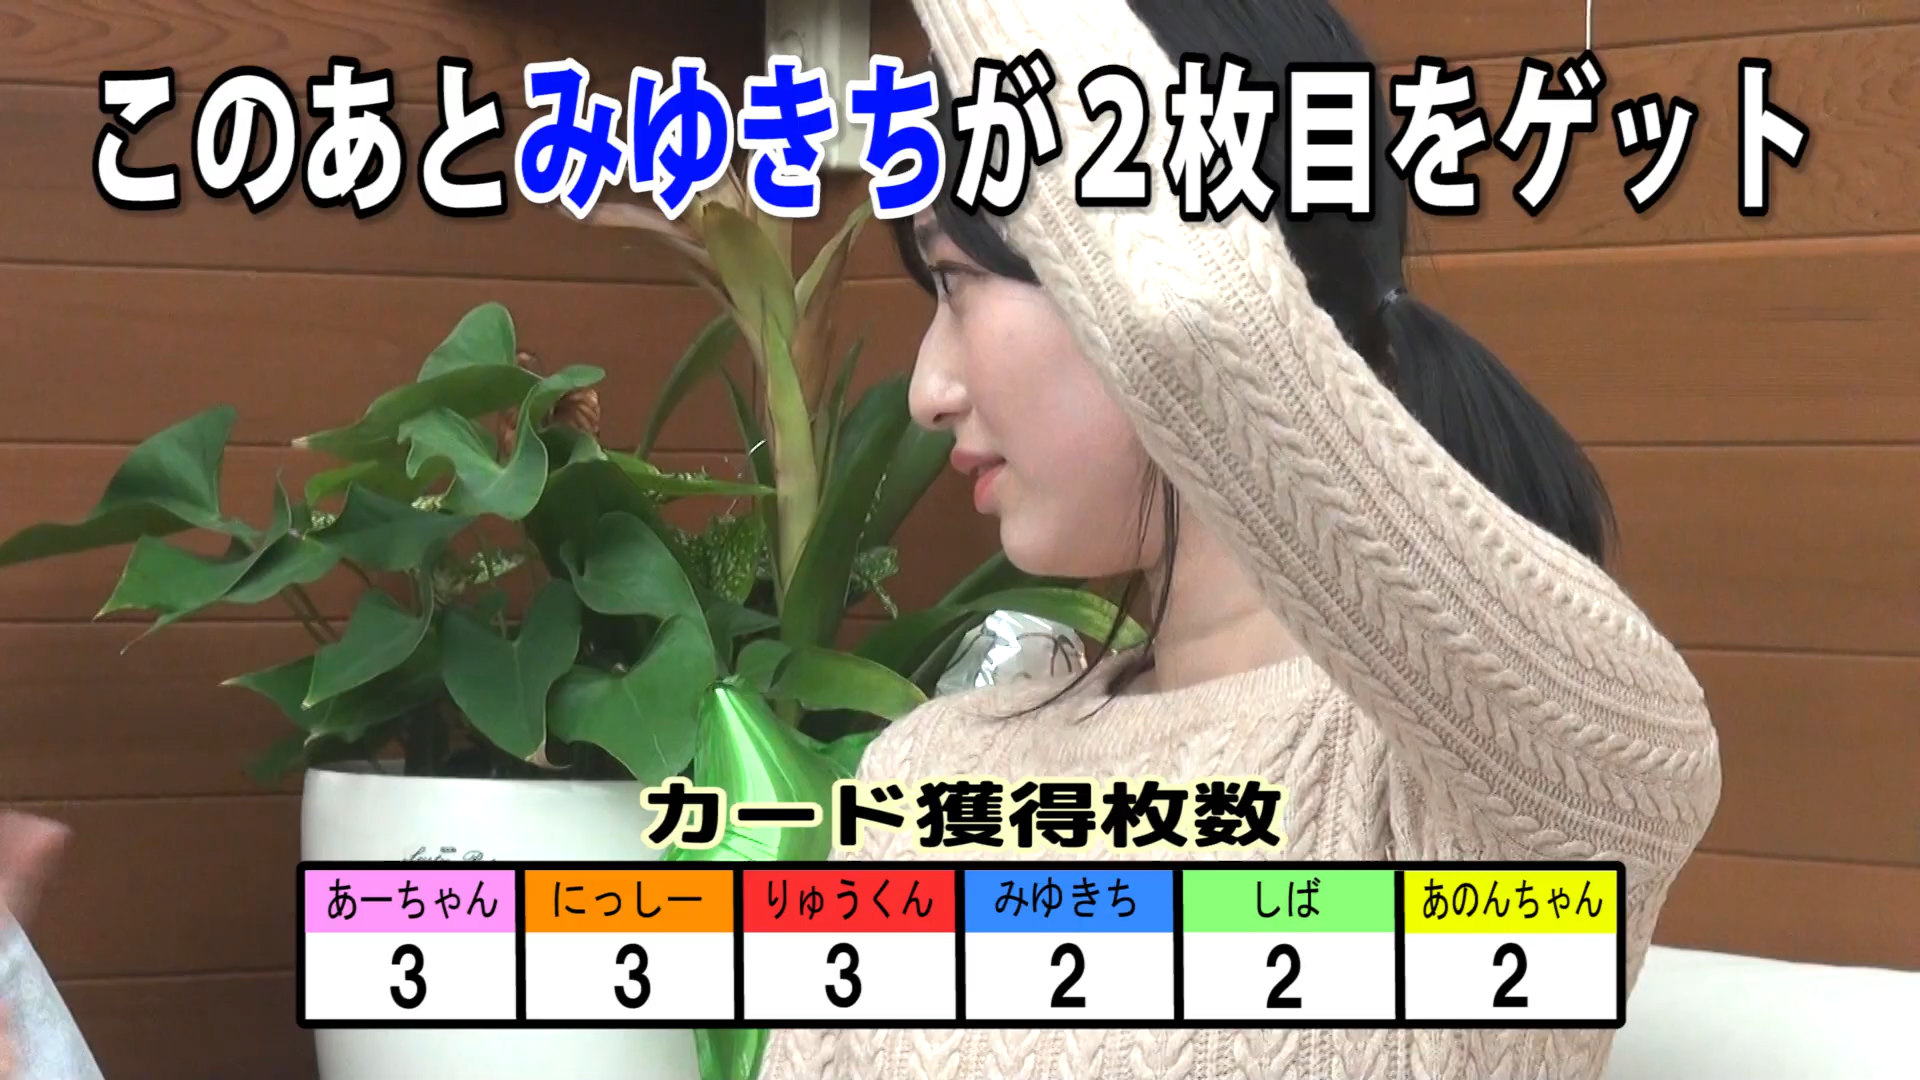 このあとみゆきちが２枚目をゲット
カード獲得枚数
あーちゃん にっしー りゅうくん みゆきち しば あのんちゃん
3 3 3 2 2 2